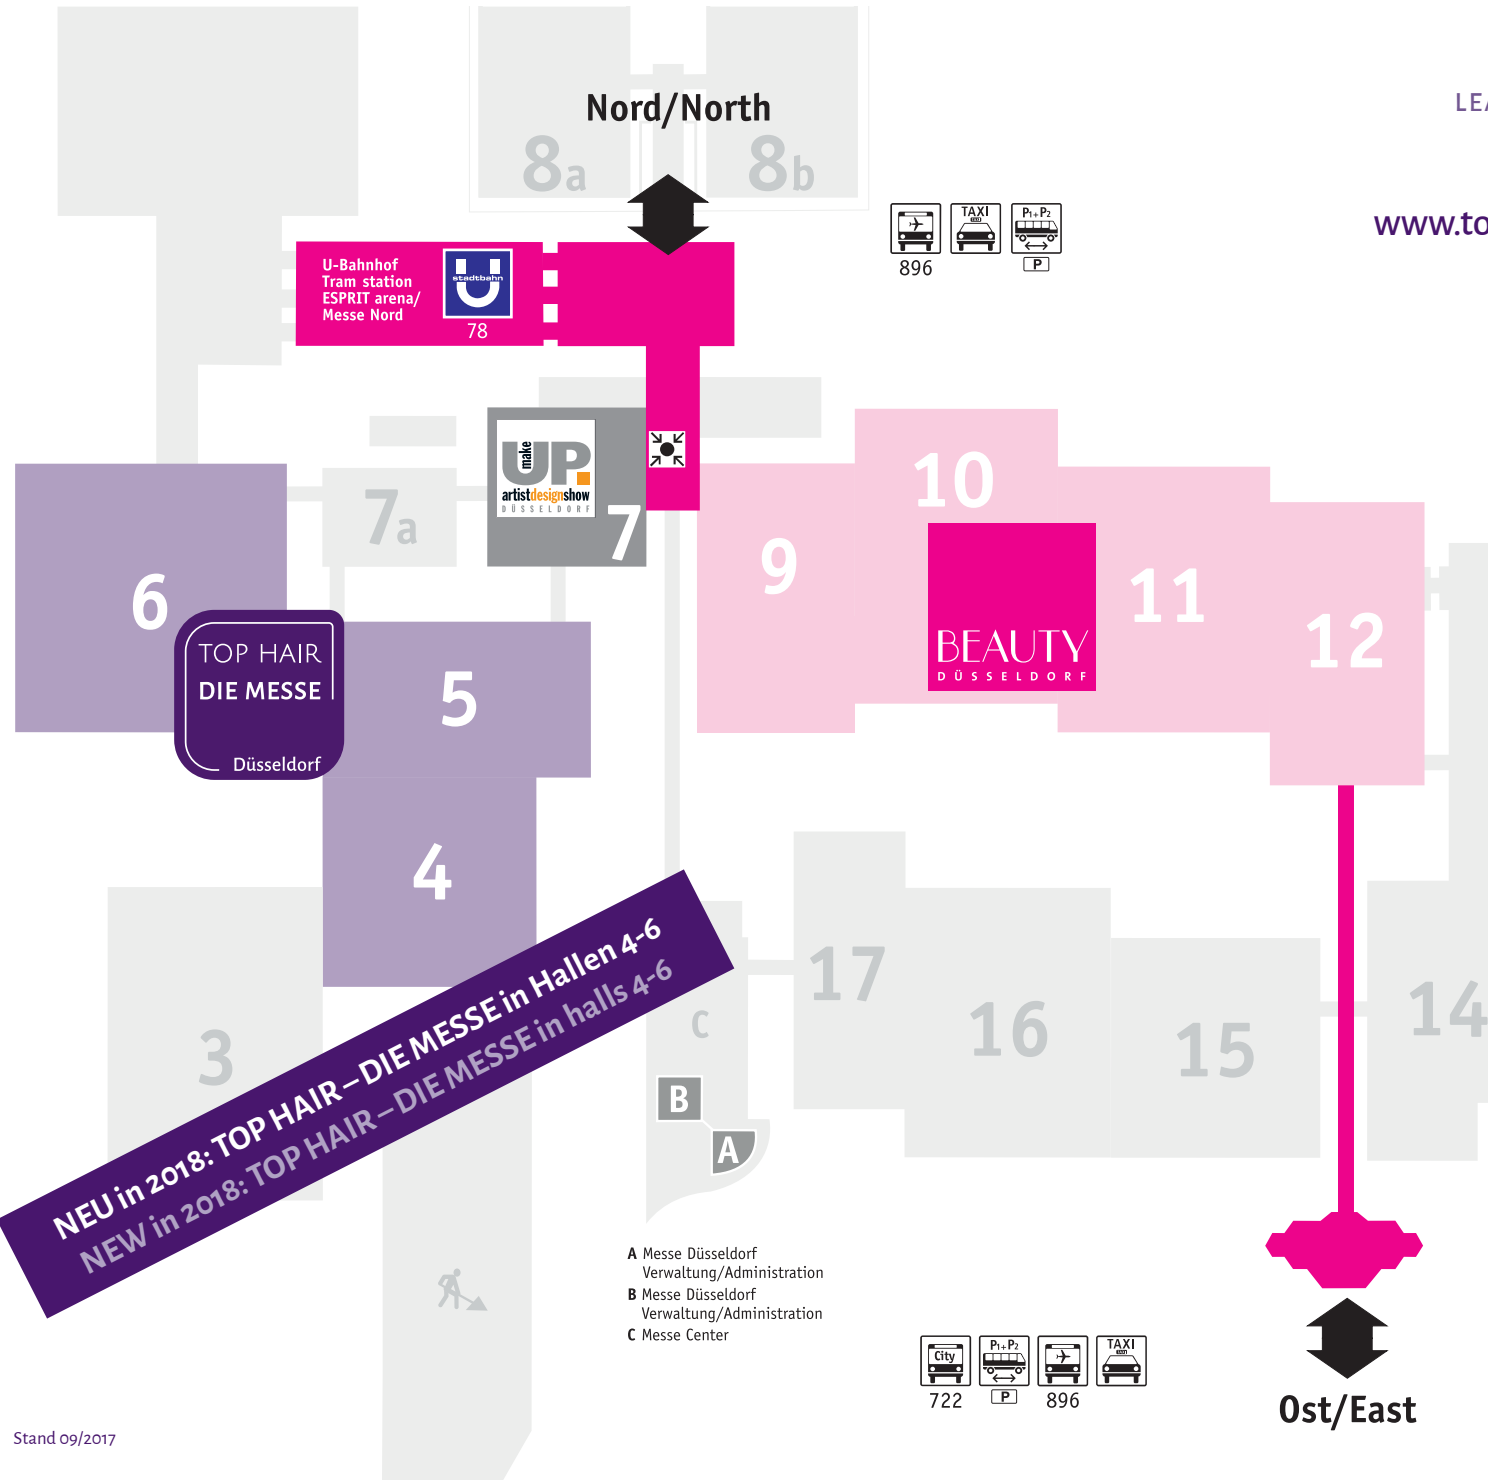 Nord/North
8a
8b
LEA
www.to
TAXI
TAXI
P1+P2
896
P
U-Bahnhof
Tram station
ESPRIT arena/
Messe Nord
U
stadtbahn
78
make
UP.
artistdesignshow
DÜSSELDORF
7
7a
6
TOP HAIR
DIE MESSE
Düsseldorf
5
4
9
10
11
12
BEAUTY
DÜSSELDORF
3
17
16
15
14
C
B
A
NEU in 2018: TOP HAIR – DIE MESSE in Hallen 4-6
NEW in 2018: TOP HAIR – DIE MESSE in halls 4-6
A Messe Düsseldorf
Verwaltung/Administration
B Messe Düsseldorf
Verwaltung/Administration
C Messe Center
City
P1+P2
TAXI
722
P
896
Ost/East
Stand 09/2017